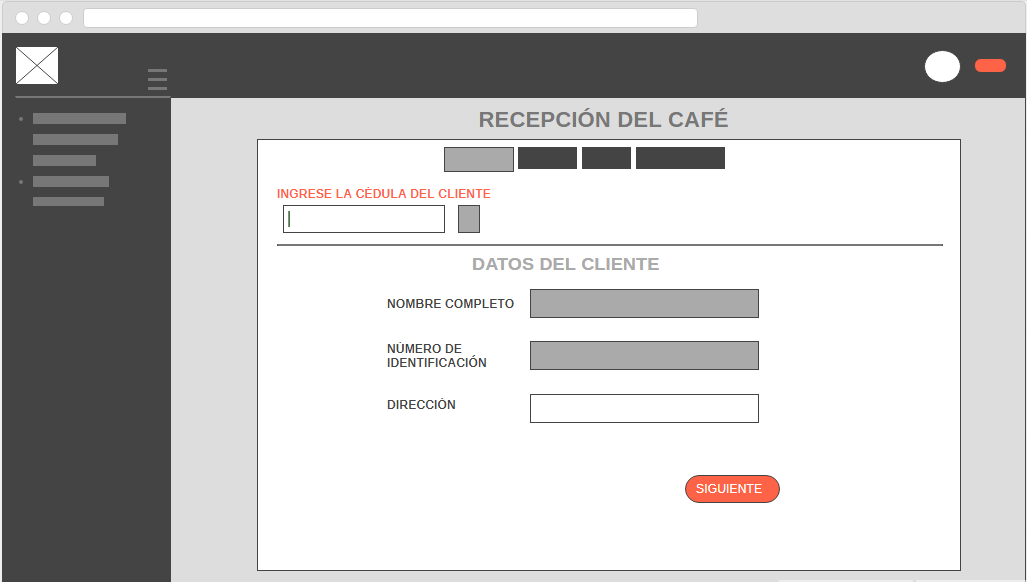 RECEPCIÓN DEL CAFÉ
INGRESE LA CÉDULA DEL CLIENTE
DATOS DEL CLIENTE
NOMBRE COMPLETO
NÚMERO DE
IDENTIFICACIÓN
DIRECCIÓN
SIGUIENTE